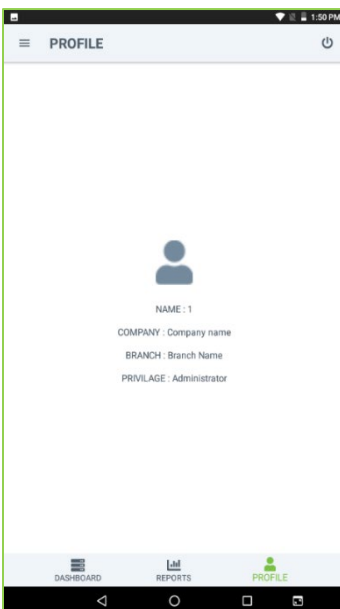 1:50 PM
PROFILE
NAME : 1
COMPANY : Company name
BRANCH : Branch Name
PRIVILAGE : Administrator
DASHBOARD
REPORTS
PROFILE